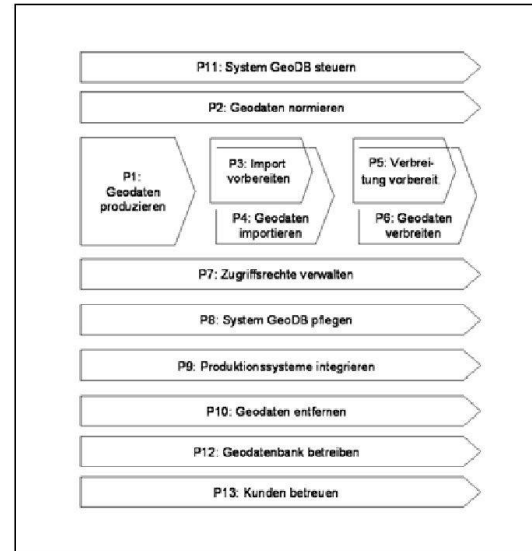 P11: System GeoDB steuern
P2: Geodaten normieren
P1:
Geodaten
produzieren
P3: Import
vorbereiten
P4: Geodaten
importieren
P5: Verbrei-
tung vorbereit
P6: Geodaten
verbreiten
P7: Zugriffsrechte verwalten
P8: System GeoDB pflegen
P9: Produktionssysteme integrieren
P10: Geodaten entfernen
P12: Geodatenbank betreiben
P13: Kunden betreuen